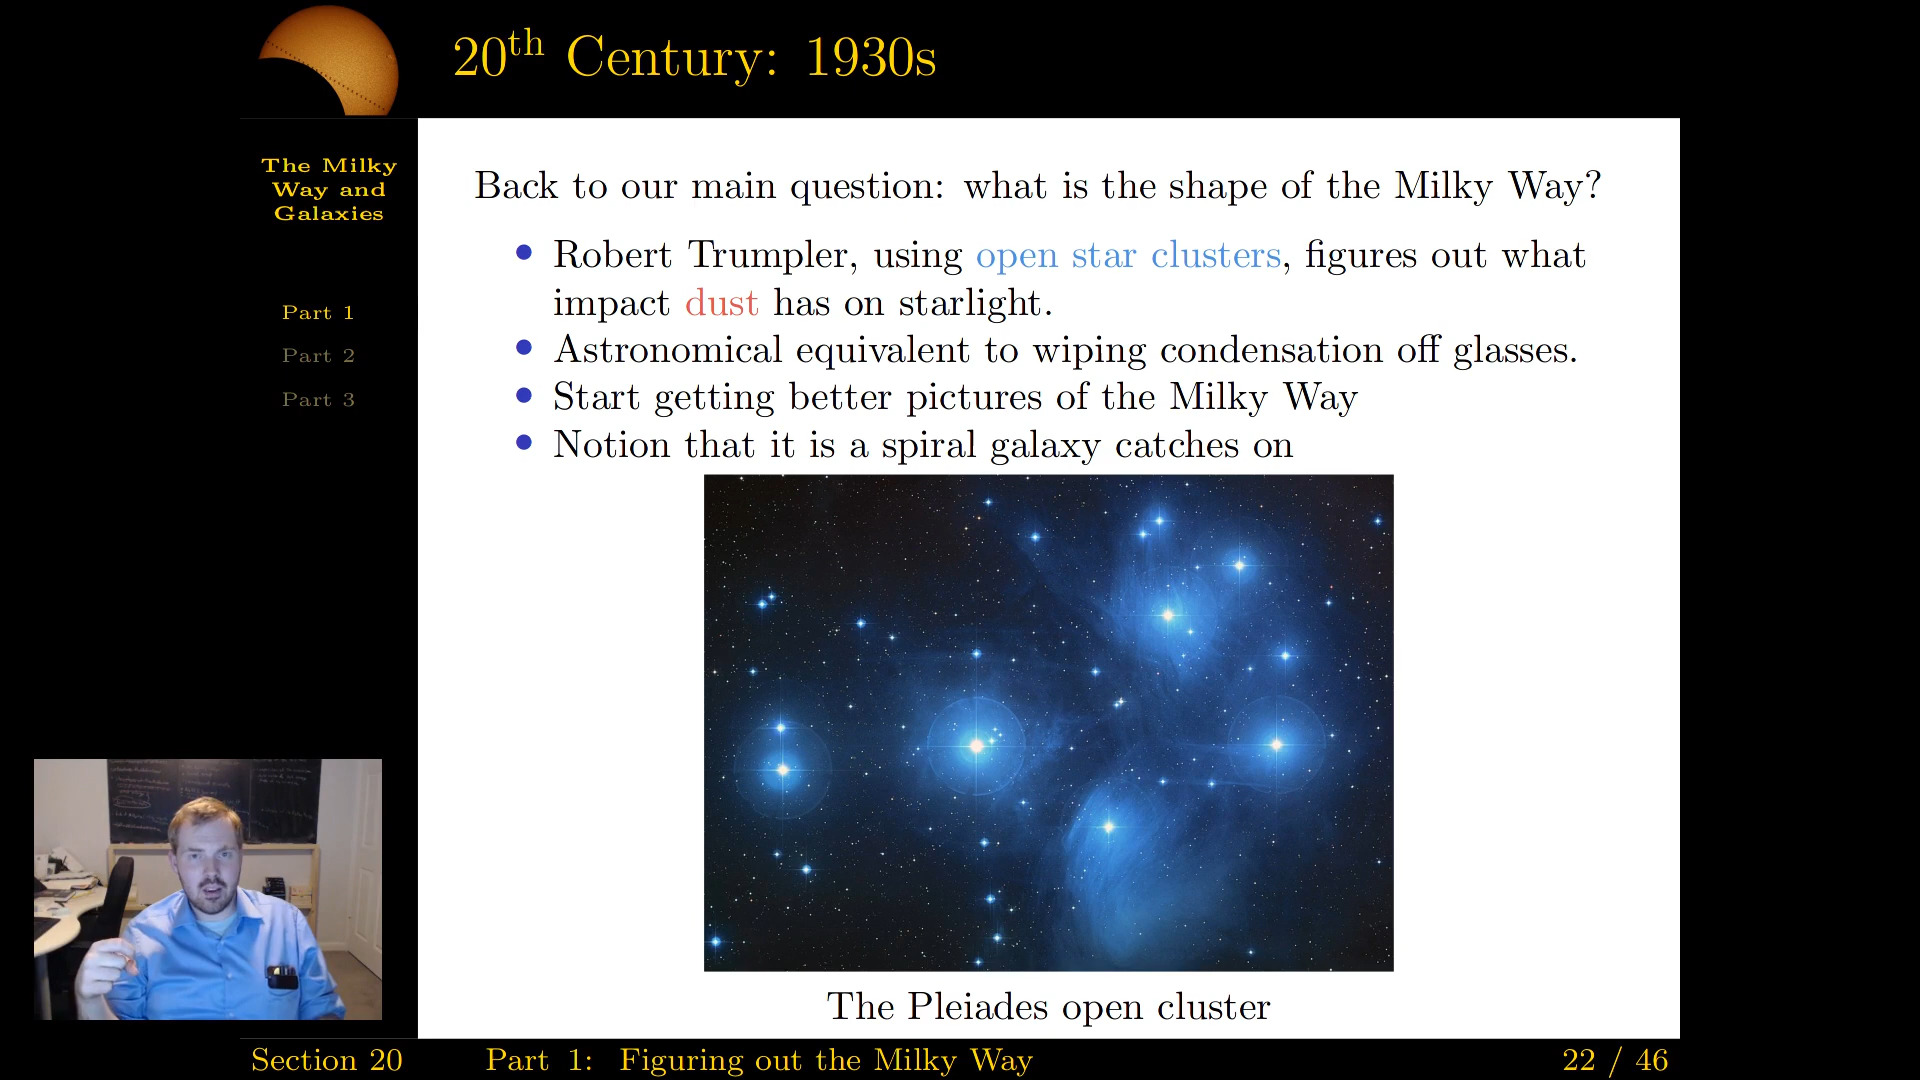 20th Century: 1930s
The Milky
Way and
Galaxies
Part 1
Part 2
Part 3
Back to our main question: what is the shape of the Milky Way?
• Robert Trumpler, using open star clusters, figures out what
impact dust has on starlight.
• Astronomical equivalent to wiping condensation off glasses.
• Start getting better pictures of the Milky Way
• Notion that it is a spiral galaxy catches on
The Pleiades open cluster
Section 20
Part 1: Figuring out the Milky Way
22 / 46